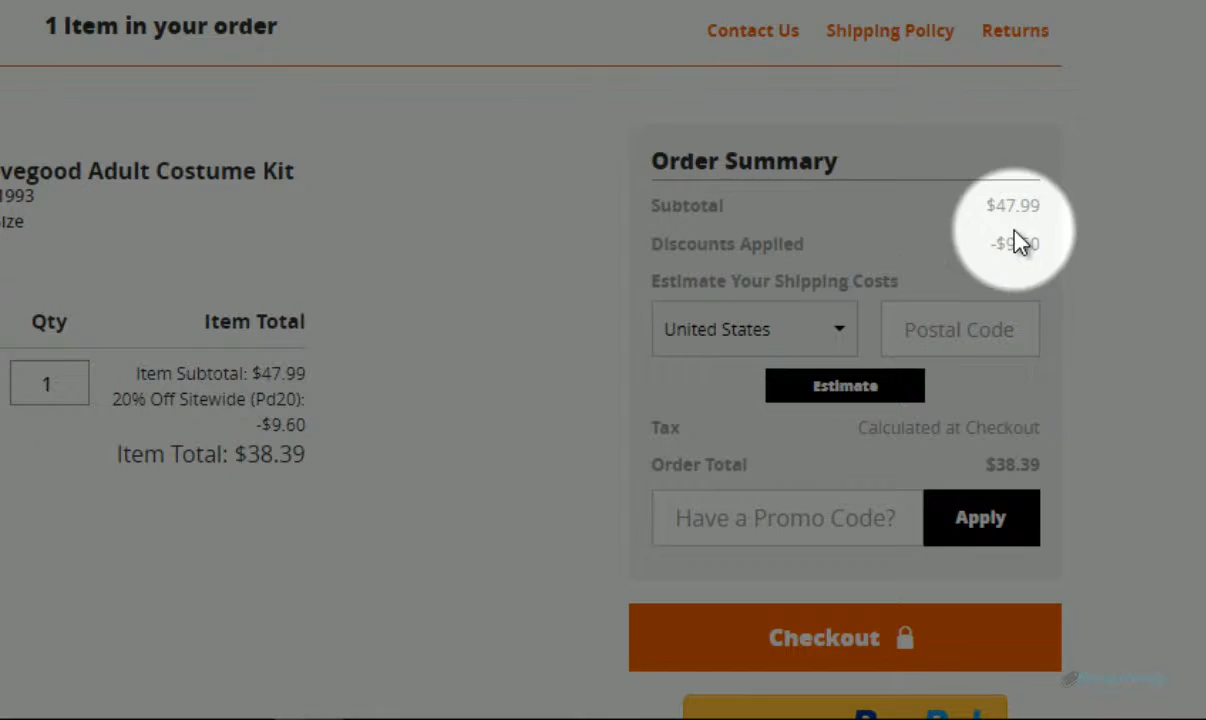 1 Item in your order
Contact Us Shipping Policy Returns
vegood Adult Costume Kit
1993
ize
Qty Item Total
1
Item Subtotal: $47.99
20% Off Sitewide (Pd20):
-$9.60
Item Total: $38.39
Order Summary
Subtotal $47.99
Discounts Applied -$9.60
Estimate Your Shipping Costs
United States Postal Code
Estimate
Tax Calculated at Checkout
Order Total $38.39
Have a Promo Code? Apply
Checkout